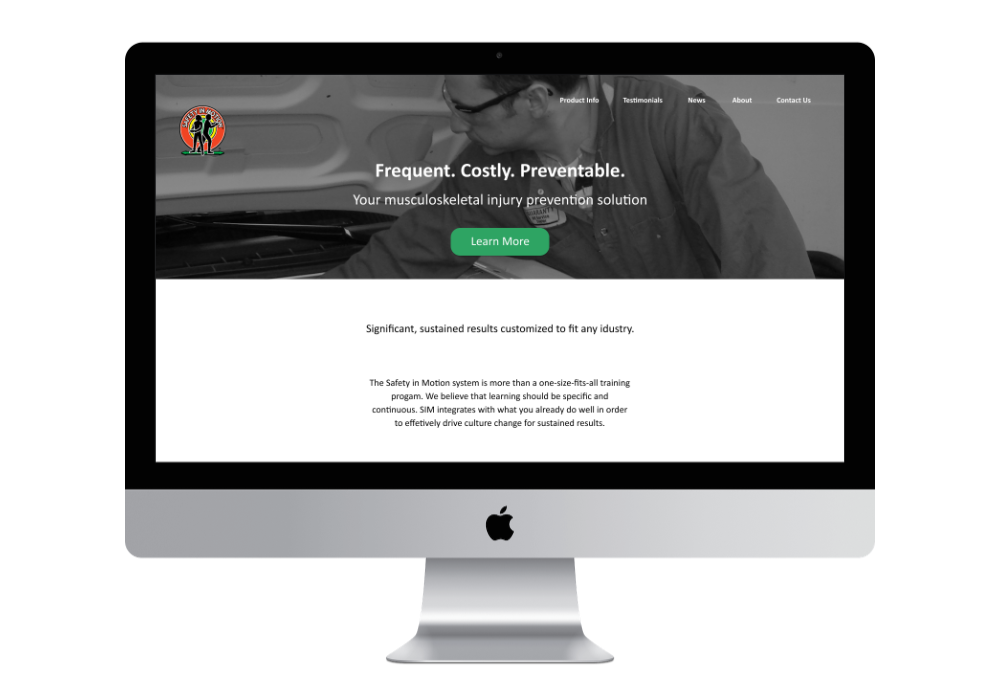 SAFETY IN MOTION
Product Info
Testimonials
News
About
Contact Us
Frequent. Costly. Preventable.
Your musculoskeletal injury prevention solution
Learn More
Significant, sustained results customized to fit any idustry.
The Safety in Motion system is more than a one-size-fits-all training
progam. We believe that learning should be specific and
continuous. SIM integrates with what you already do well in order
to effetively drive culture change for sustained results.